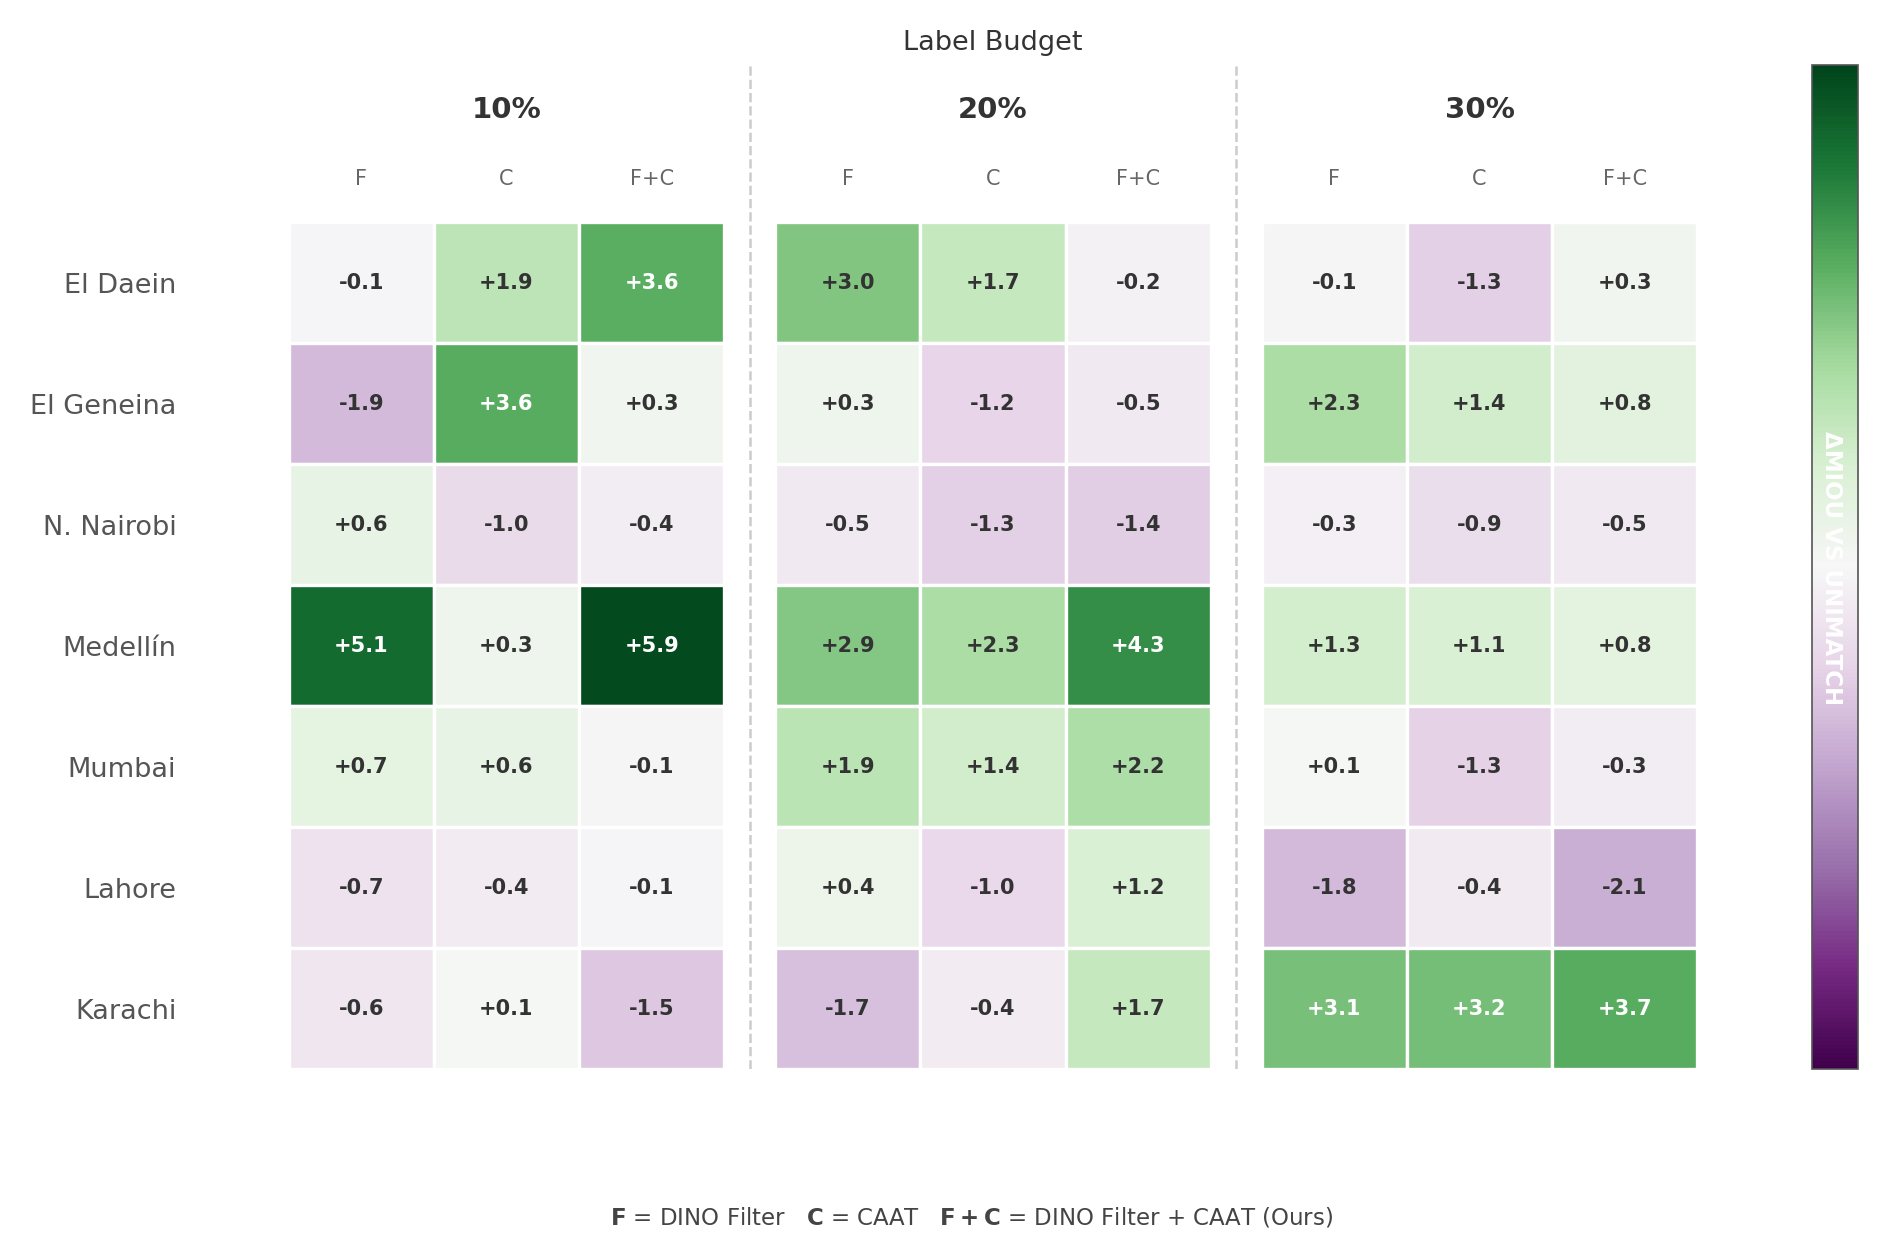 Label Budget
10% 20% 30%
F C F+C F C F+C F C F+C
El Daein -0.1 +1.9 +3.6 +3.0 +1.7 -0.2 -0.1 -1.3 +0.3
El Geneina -1.9 +3.6 +0.3 +0.3 -1.2 -0.5 +2.3 +1.4 +0.8
N. Nairobi +0.6 -1.0 -0.4 -0.5 -1.3 -1.4 -0.3 -0.9 -0.5
Medellín +5.1 +0.3 +5.9 +2.9 +2.3 +4.3 +1.3 +1.1 +0.8
Mumbai +0.7 +0.6 -0.1 +1.9 +1.4 +2.2 +0.1 -1.3 -0.3
Lahore -0.7 -0.4 -0.1 +0.4 -1.0 +1.2 -1.8 -0.4 -2.1
Karachi -0.6 +0.1 -1.5 -1.7 -0.4 +1.7 +3.1 +3.2 +3.7
ΔMIOU VS UNIMATCH
F = DINO Filter C = CAAT F + C = DINO Filter + CAAT (Ours)